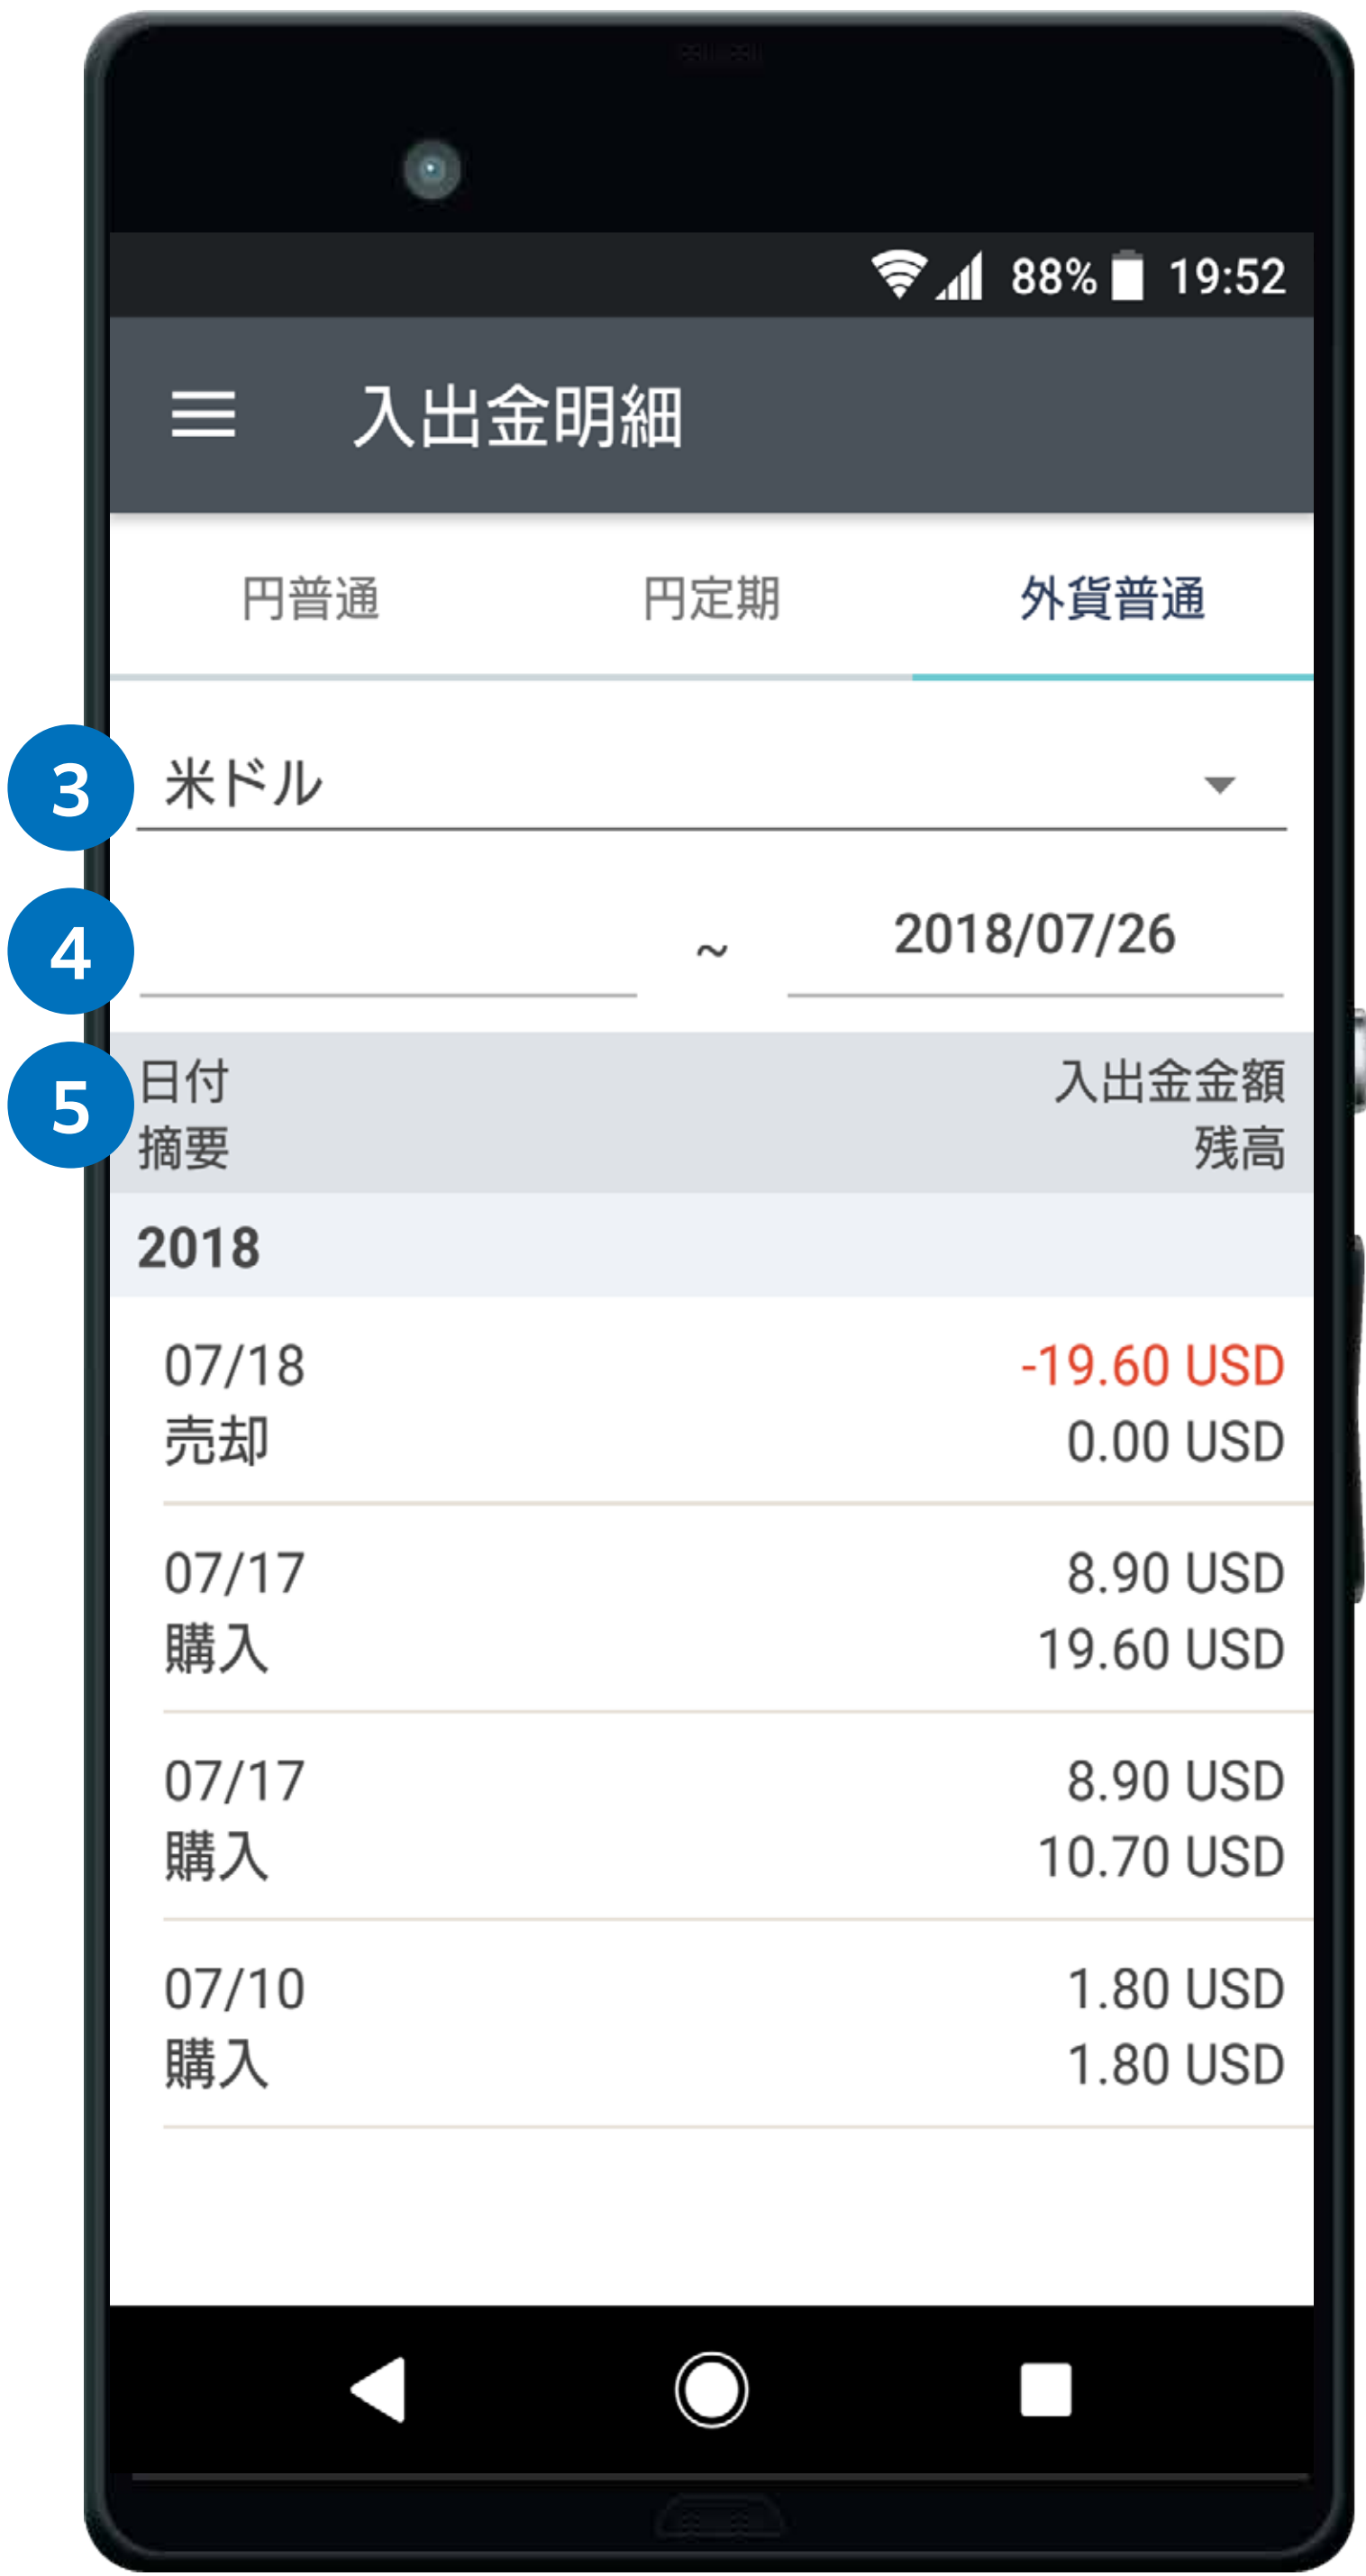 88% 19:52
入出金明細
円普通 円定期 外貨普通
3 米ドル
4 ~ 2018/07/26
5 日付 入出金金額
摘要 残高
2018
07/18 -19.60 USD
売却 0.00 USD
07/17 8.90 USD
購入 19.60 USD
07/17 8.90 USD
購入 10.70 USD
07/10 1.80 USD
購入 1.80 USD